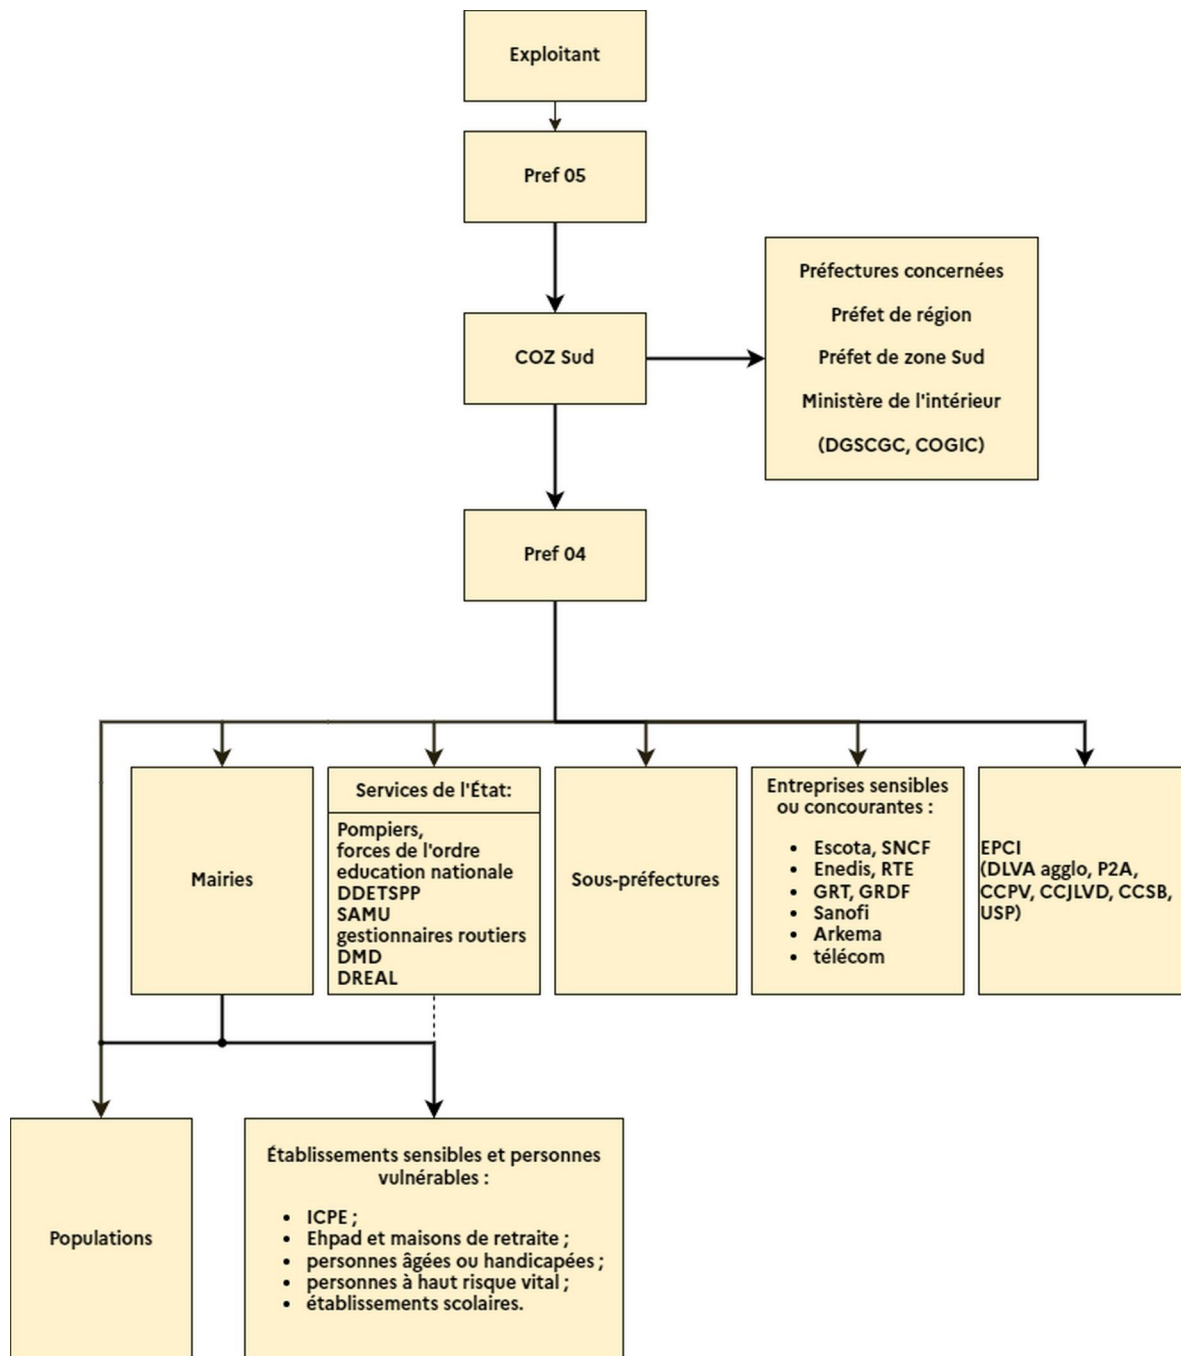 Exploitant
Pref 05
Préfectures concernées
Préfet de région
COZ Sud
Préfet de zone Sud
Ministère de l'intérieur
(DGSCGC, COGIC)
Pref 04
Mairies
Services de l'État:
Pompiers,
forces de l'ordre
education nationale
DDETSPP
SAMU
gestionnaires routiers
DMD
DREAL
Sous-préfectures
Entreprises sensibles
ou concourantes :
• Escota, SNCF
• Enedis, RTE
• GRT, GRDF
• Sanofi
• Arkema
• télécom
EPCI
(DLVA agglo, P2A,
CCPV, CCJLVD, CCSB,
USP)
Populations
Établissements sensibles et personnes
vulnérables :
• ICPE ;
• Ehpad et maisons de retraite ;
• personnes âgées ou handicapées ;
• personnes à haut risque vital ;
• établissements scolaires.